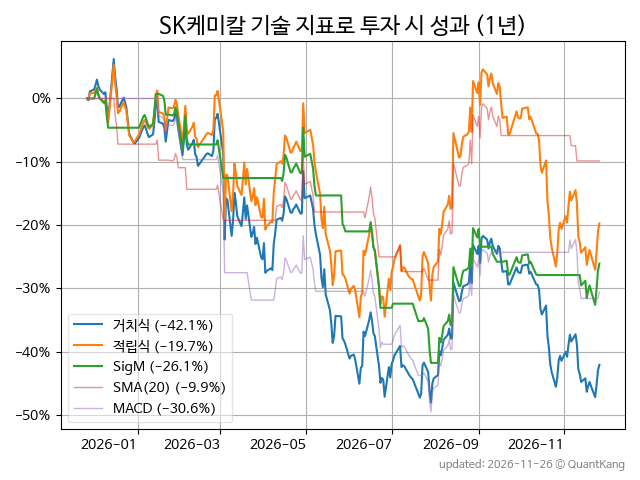 SK케미칼 기술 지표로 투자 시 성과 (1년)
0%
−10%
−20%
−30%
−40%
−50%
거치식 (−42.1%)
적립식 (−19.7%)
SigM (−26.1%)
SMA(20) (−9.9%)
MACD (−30.6%)
2026−01
2026−03
2026−05
2026−07
2026−09
2026−11
updated: 2026−11−26 ⓒ QuantKang